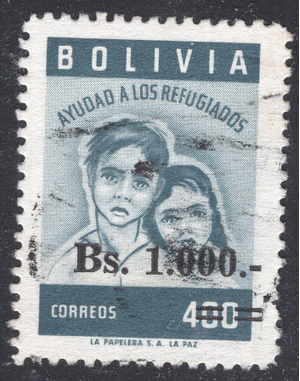 BOLIVIA
AYUDAD A LOS REFUGIADOS
Bs. 1.000.-
CORREOS 400
LA PAPELERA S. A. LA PAZ